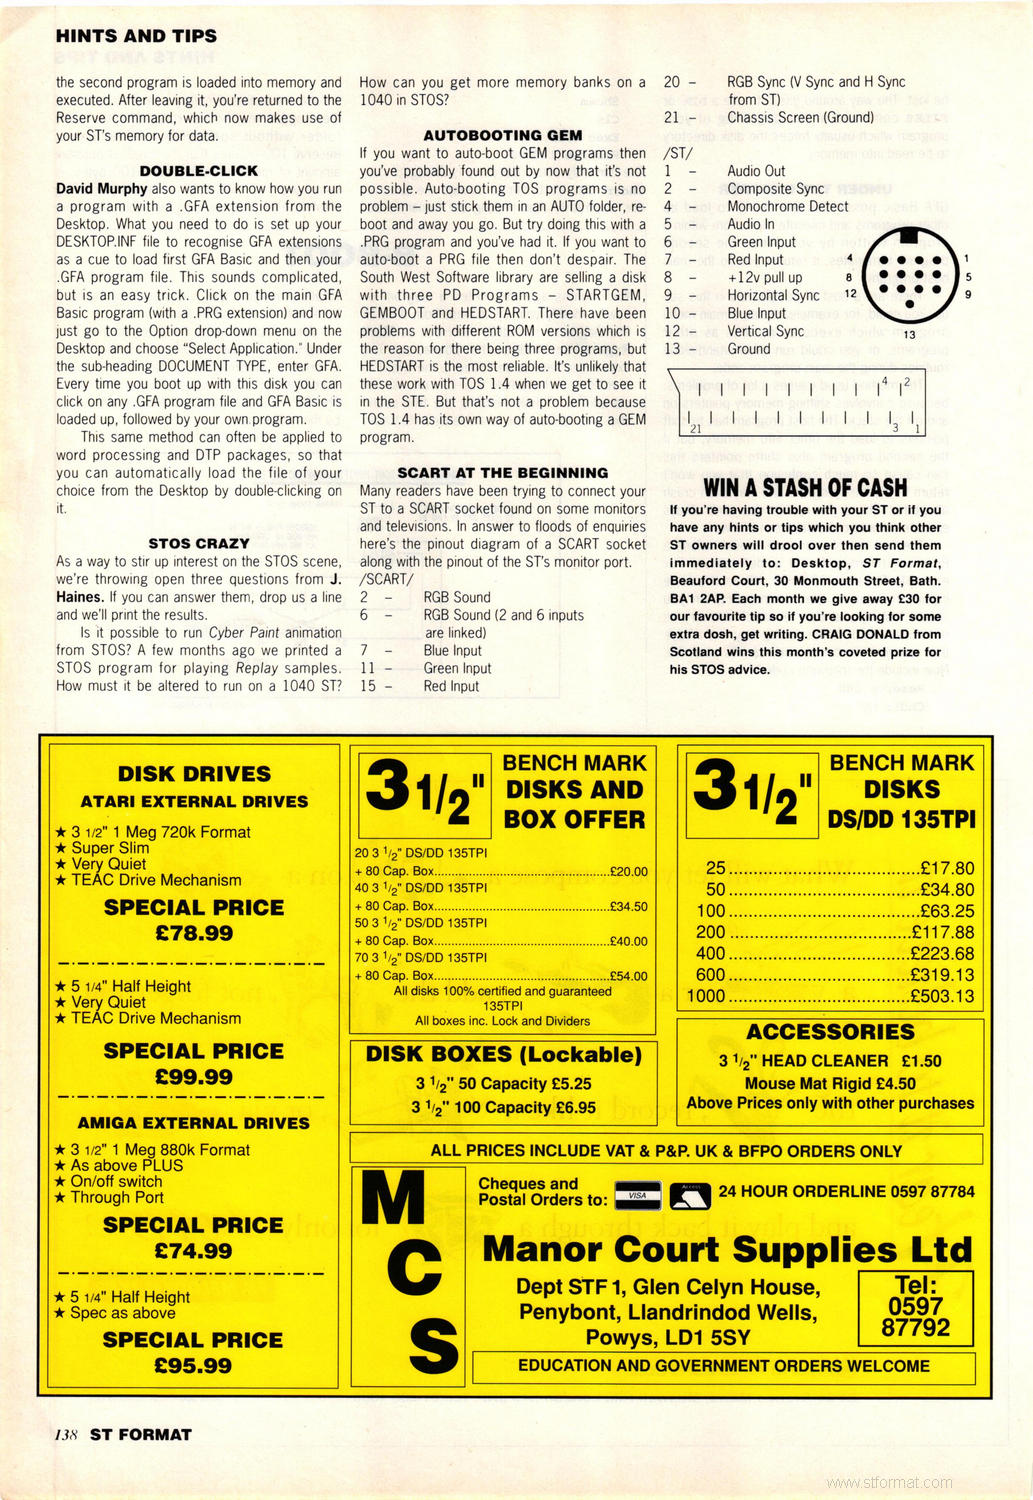 HINTS AND TIPS
the second program is loaded into memory and
executed. After leaving it, you're returned to the
Reserve command, which now makes use of
your ST's memory for data.
DOUBLE-CLICK
David Murphy also wants to know how you run
a program with a .GFA extension from the
Desktop. What you need to do is set up your
DESKTOP.INF file to recognise GFA extensions
as a cue to load first GFA Basic and then your
.GFA program file. This sounds complicated,
but is an easy trick. Click on the main GFA
Basic program (with a .PRG extension) and now
just go to the Option drop-down menu on the
Desktop and choose "Select Application." Under
the sub-heading DOCUMENT TYPE, enter GFA.
Every time you boot up with this disk you can
click on any .GFA program file and GFA Basic is
loaded up, followed by your own program.
This same method can often be applied to
word processing and DTP packages, so that
you can automatically load the file of your
choice from the Desktop by double-clicking on
it.
STOS CRAZY
As a way to stir up interest on the STOS scene,
we're throwing open three questions from J.
Haines. If you can answer them, drop us a line
and we'll print the results.
Is it possible to run Cyber Paint animation
from STOS? A few months ago we printed a
STOS program for playing Replay samples.
How must it be altered to run on a 1040 ST?
How can you get more memory banks on a
1040 in STOS?
AUTOBOOTING GEM
If you want to auto-boot GEM programs then
you've probably found out by now that it's not
possible. Auto-booting TOS programs is no
problem – just stick them in an AUTO folder, re-
boot and away you go. But try doing this with a
.PRG program and you've had it. If you want to
auto-boot a PRG file then don't despair. The
South West Software library are selling a disk
with three PD Programs – STARTGEM,
GEMBOOT and HEDSTART. There have been
problems with different ROM versions which is
the reason for there being three programs, but
HEDSTART is the most reliable. It's unlikely that
these work with TOS 1.4 when we get to see it
in the STE. But that's not a problem because
TOS 1.4 has its own way of auto-booting a GEM
program.
SCART AT THE BEGINNING
Many readers have been trying to connect your
ST to a SCART socket found on some monitors
and televisions. In answer to floods of enquiries
here's the pinout diagram of a SCART socket
along with the pinout of the ST's monitor port.
/SCART/
2 – RGB Sound
6 – RGB Sound (2 and 6 inputs
are linked)
7 – Blue Input
11 – Green Input
15 – Red Input
20 – RGB Sync (V Sync and H Sync
from ST)
21 – Chassis Screen (Ground)
/ST/
1 – Audio Out
2 – Composite Sync
4 – Monochrome Detect
5 – Audio In
6 – Green Input
7 – Red Input
8 – +12v pull up
9 – Horizontal Sync
10 – Blue Input
12 – Vertical Sync
13 – Ground
4 1
8 5
12 9
13
4 2
21 3 1
WIN A STASH OF CASH
If you're having trouble with your ST or if you
have any hints or tips which you think other
ST owners will drool over then send them
immediately to: Desktop, ST Format,
Beauford Court, 30 Monmouth Street, Bath.
BA1 2AP. Each month we give away £30 for
our favourite tip so if you're looking for some
extra dosh, get writing. CRAIG DONALD from
Scotland wins this month's coveted prize for
his STOS advice.
DISK DRIVES
ATARI EXTERNAL DRIVES
★ 3 1/2" 1 Meg 720k Format
★ Super Slim
★ Very Quiet
★ TEAC Drive Mechanism
SPECIAL PRICE
£78.99
★ 5 1/4" Half Height
★ Very Quiet
★ TEAC Drive Mechanism
SPECIAL PRICE
£99.99
AMIGA EXTERNAL DRIVES
★ 3 1/2" 1 Meg 880k Format
★ As above PLUS
★ On/off switch
★ Through Port
SPECIAL PRICE
£74.99
★ 5 1/4" Half Height
★ Spec as above
SPECIAL PRICE
£95.99
3 1/2" BENCH MARK
DISKS AND
BOX OFFER
20 3 1/2" DS/DD 135TPI
+ 80 Cap. Box...£20.00
40 3 1/2" DS/DD 135TPI
+ 80 Cap. Box...£34.50
50 3 1/2" DS/DD 135TPI
+ 80 Cap. Box...£40.00
70 3 1/2" DS/DD 135TPI
+ 80 Cap. Box...£54.00
All disks 100% certified and guaranteed
135TPI
All boxes inc. Lock and Dividers
3 1/2" BENCH MARK
DISKS
DS/DD 135TPI
25...£17.80
50...£34.80
100...£63.25
200...£117.88
400...£223.68
600...£319.13
1000...£503.13
DISK BOXES (Lockable)
3 1/2" 50 Capacity £5.25
3 1/2" 100 Capacity £6.95
ACCESSORIES
3 1/2" HEAD CLEANER £1.50
Mouse Mat Rigid £4.50
Above Prices only with other purchases
ALL PRICES INCLUDE VAT & P&P. UK & BFPO ORDERS ONLY
MCS
Cheques and
Postal Orders to:
VISA
Access
24 HOUR ORDERLINE 0597 87784
Manor Court Supplies Ltd
Dept STF 1, Glen Celyn House,
Penybont, Llandrindod Wells,
Powys, LD1 5SY
Tel:
0597
87792
EDUCATION AND GOVERNMENT ORDERS WELCOME
138 ST FORMAT
www.stformat.com